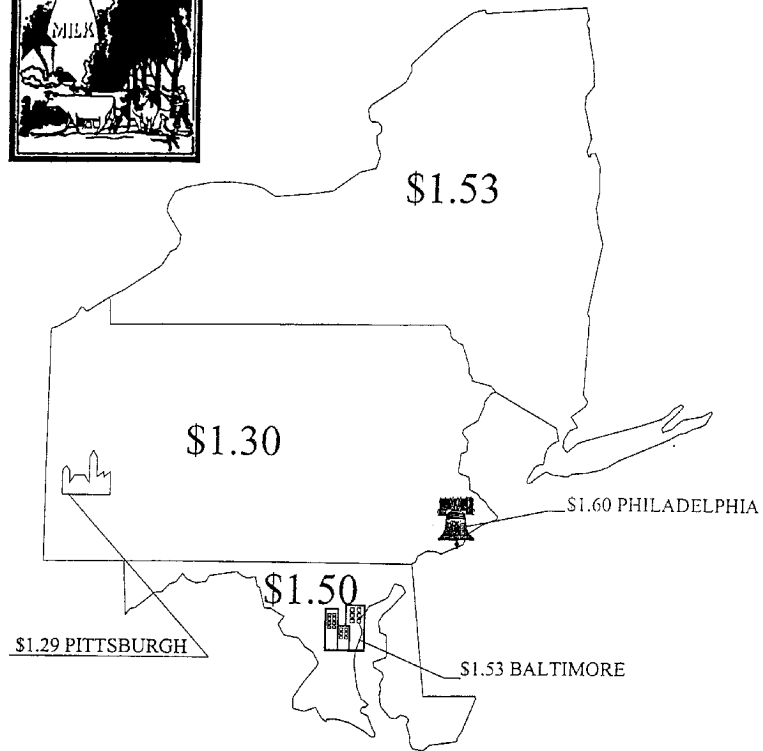 MILK
$1.53
$1.30
$1.60 PHILADELPHIA
$1.50
$1.29 PITTSBURGH
$1.53 BALTIMORE